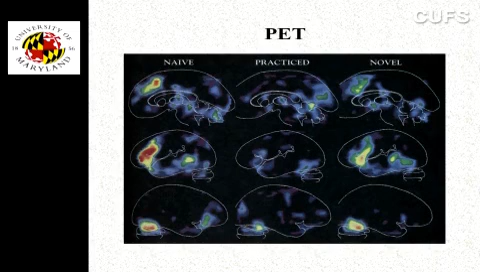 CUFS
UNIVERSITY OF
18 56
MARYLAND
PET
NAIVE PRACTICED NOVEL